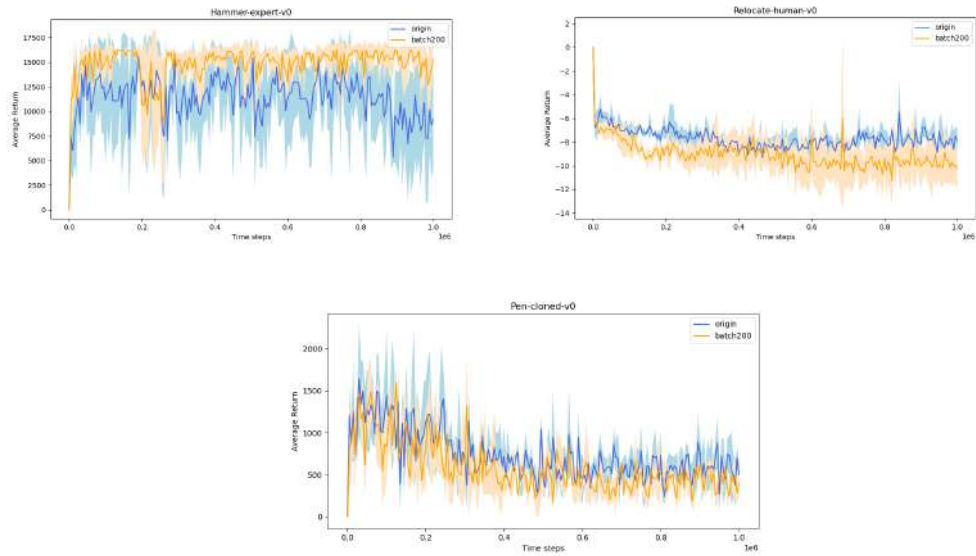 Hammer-expert-v0
origin
batch200
Average Return
17500
15000
12500
10000
7500
5000
2500
0
0.0 0.2 0.4 0.6 0.8 1.0
1e6
Time steps
Relocate-human-v0
origin
batch200
Average Return
2
0
−2
−4
−6
−8
−10
−12
−14
0.0 0.2 0.4 0.6 0.8 1.0
1e6
Time steps
Pen-cloned-v0
origin
batch200
Average Return
2000
1500
1000
500
0
0.0 0.2 0.4 0.6 0.8 1.0
1e6
Time steps